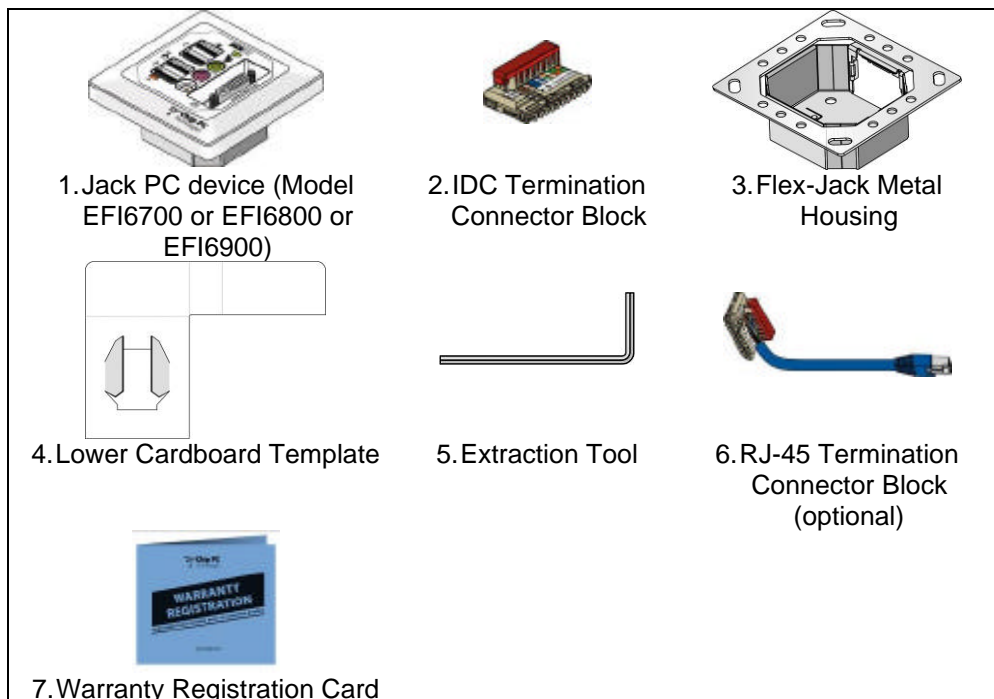 1.Jack PC device (Model
EFI6700 or EFI6800 or
EFI6900)
2.IDC Termination
Connector Block
3.Flex-Jack Metal
Housing
4.Lower Cardboard Template
5.Extraction Tool
6.RJ-45 Termination
Connector Block
(optional)
Chip PC
WARRANTY
REGISTRATION
7.Warranty Registration Card